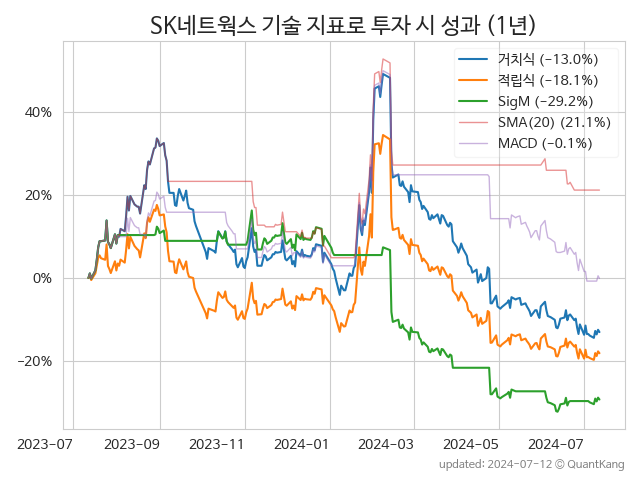 SK네트웍스 기술 지표로 투자 시 성과 (1년)
거치식 (-13.0%)
적립식 (-18.1%)
SigM (-29.2%)
SMA(20) (21.1%)
MACD (-0.1%)
40%
20%
0%
-20%
2023-07 2023-09 2023-11 2024-01 2024-03 2024-05 2024-07
updated: 2024-07-12 © QuantKang